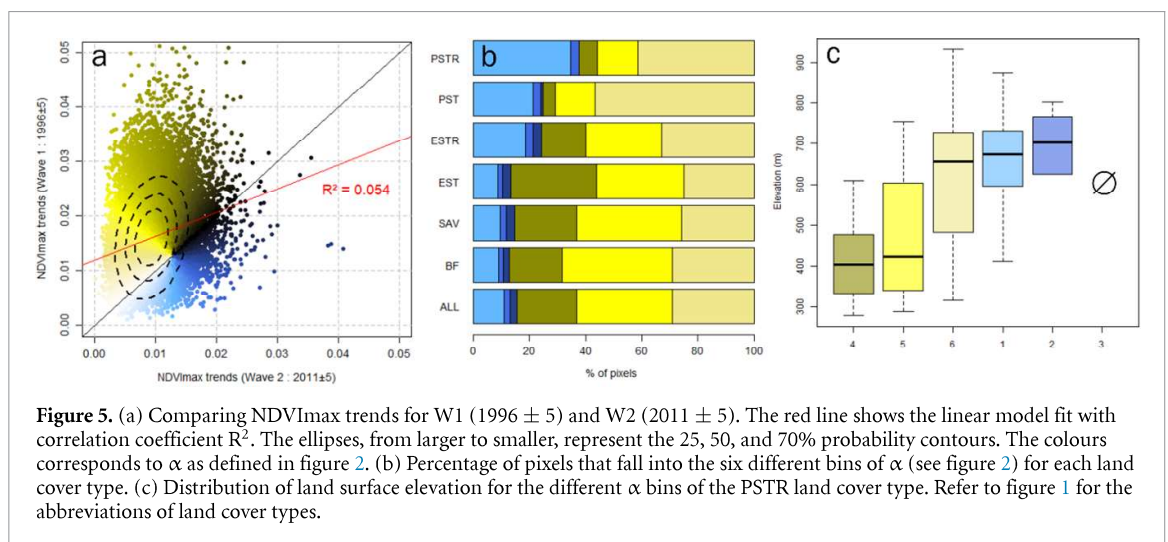 a
0.05
0.04
0.03
0.02
0.01
0.00
NDVImax trends (Wave 1 : 1996±5)
R² = 0.054
0.00 0.01 0.02 0.03 0.04 0.05
NDVImax trends (Wave 2 : 2011±5)
b
PSTR
PST
ESTR
EST
SAV
BF
ALL
0 20 40 60 80 100
% of pixels
c
900
800
700
600
500
400
300
Elevation (m)
∅
4 5 6 1 2 3
Figure 5. (a) Comparing NDVImax trends for W1 (1996 ± 5) and W2 (2011 ± 5). The red line shows the linear model fit with
correlation coefficient R². The ellipses, from larger to smaller, represent the 25, 50, and 70% probability contours. The colours
corresponds to α as defined in figure 2. (b) Percentage of pixels that fall into the six different bins of α (see figure 2) for each land
cover type. (c) Distribution of land surface elevation for the different α bins of the PSTR land cover type. Refer to figure 1 for the
abbreviations of land cover types.